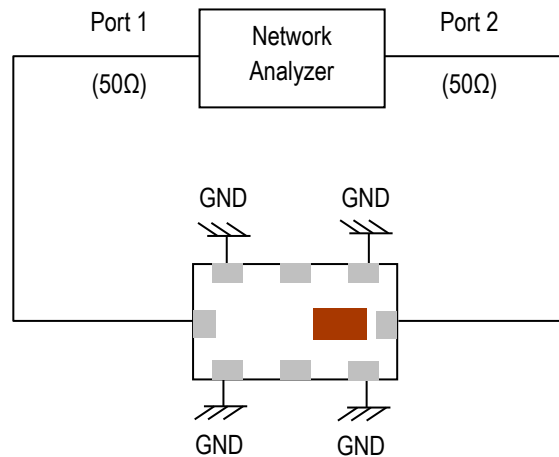 Port 1
Network
Analyzer
Port 2
(50Ω)
(50Ω)
GND
GND
GND
GND